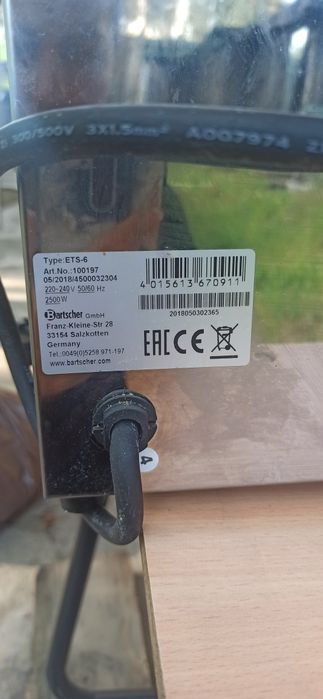 300/500V 3X1.5mm² A007974
Type:ETS-6
Art.No.:100197
05/2018/4500032304
220-240 V 50/60 Hz
2500 W
Bartscher GmbH
Franz-Kleine-Str 28
33154 Salzkotten
Germany
Tel.:0049(0)5258 971-197
www.bartscher.com
4 015613 670911
2018050302365
EAC CE
4